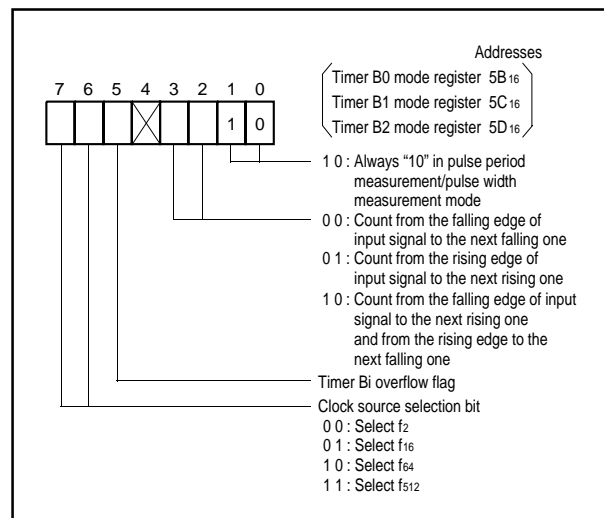 Addresses
Timer B0 mode register 5B16
Timer B1 mode register 5C16
Timer B2 mode register 5D16
7 6 5 4 3 2 1 0
1 0
1 0 : Always “10” in pulse period
measurement/pulse width
measurement mode
0 0 : Count from the falling edge of
input signal to the next falling one
0 1 : Count from the rising edge of
input signal to the next rising one
1 0 : Count from the falling edge of input
signal to the next rising one
and from the rising edge to the
next falling one
Timer Bi overflow flag
Clock source selection bit
0 0 : Select f2
0 1 : Select f16
1 0 : Select f64
1 1 : Select f512